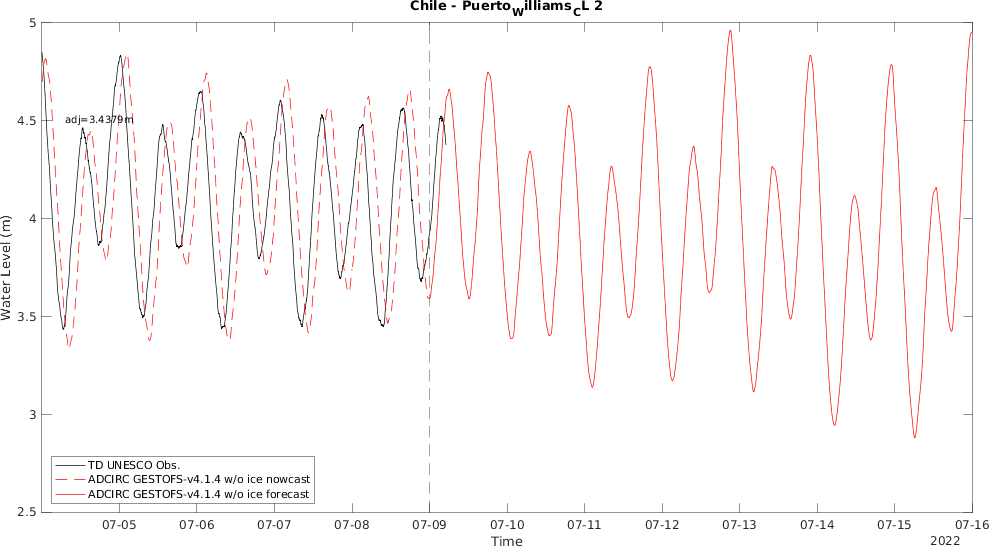 Chile - PuertoWilliamsCL 2
Water Level (m)
5
4.5
4
3.5
3
2.5
adj=3.4379m
TD UNESCO Obs.
ADCIRC GESTOFS-v4.1.4 w/o ice nowcast
ADCIRC GESTOFS-v4.1.4 w/o ice forecast
07-05 07-06 07-07 07-08 07-09 07-10 07-11 07-12 07-13 07-14 07-15 07-16
Time
2022